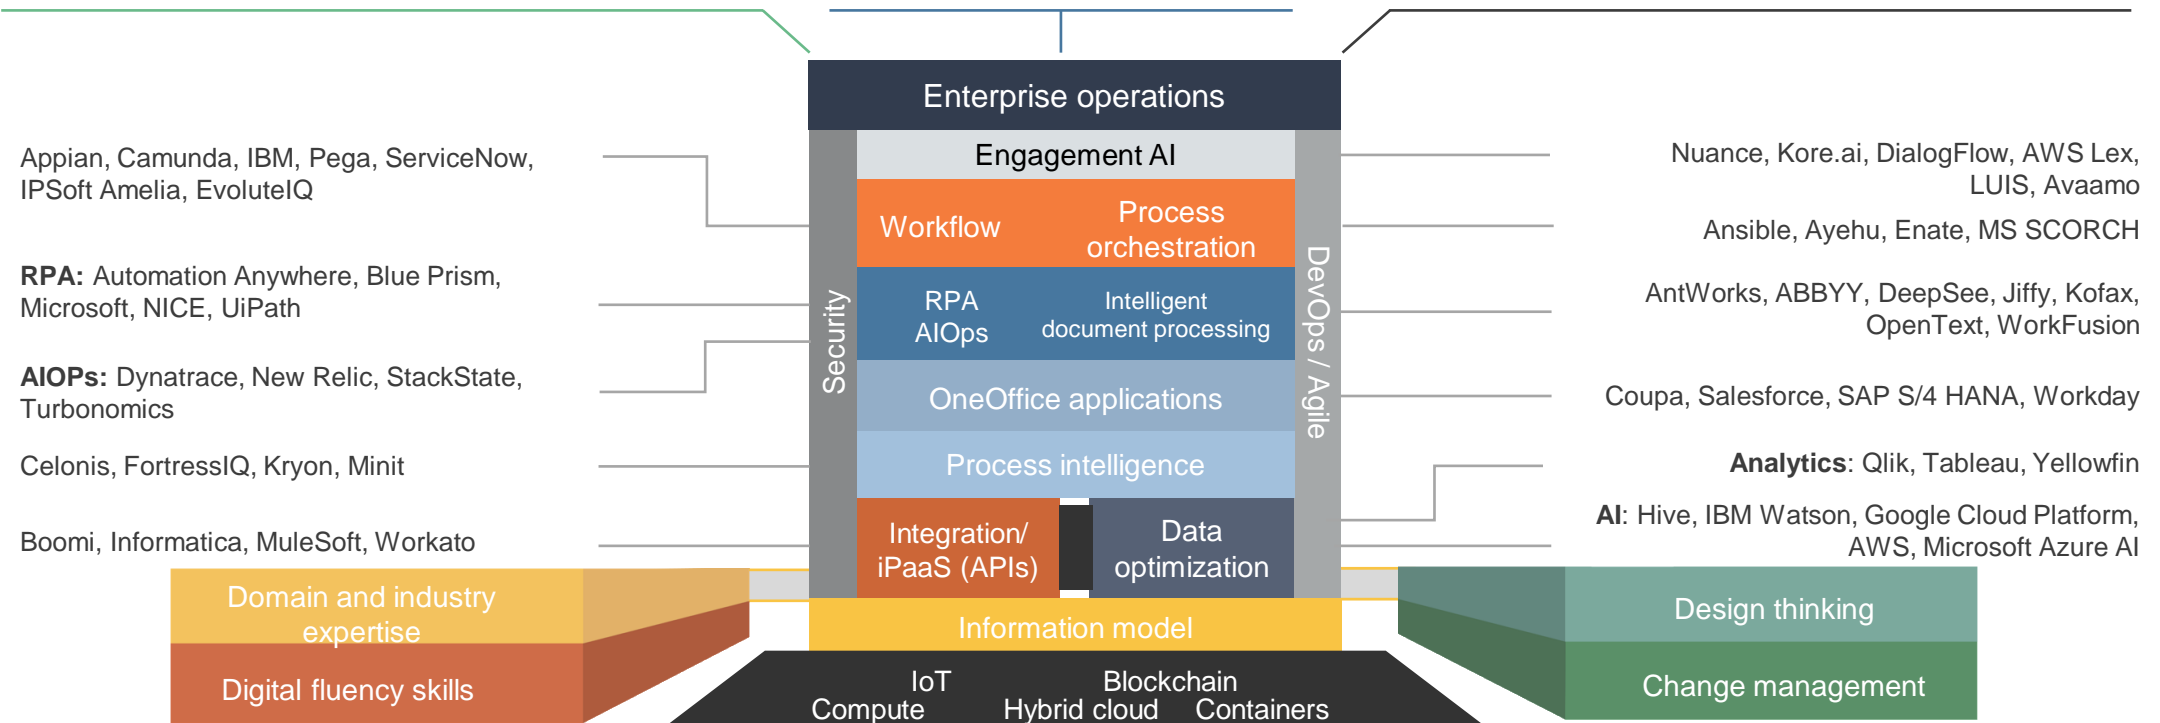 Enterprise operations
Engagement AI
Workflow
Process
orchestration
RPA
AIOps
Intelligent
document processing
OneOffice applications
Process intelligence
Integration/
iPaaS (APIs)
Data
optimization
Information model
Security
DevOps / Agile
Appian, Camunda, IBM, Pega, ServiceNow,
IPSoft Amelia, EvoluteIQ
RPA: Automation Anywhere, Blue Prism,
Microsoft, NICE, UiPath
AIOPs: Dynatrace, New Relic, StackState,
Turbonomics
Celonis, FortressIQ, Kryon, Minit
Boomi, Informatica, MuleSoft, Workato
Nuance, Kore.ai, DialogFlow, AWS Lex,
LUIS, Avaamo
Ansible, Ayehu, Enate, MS SCORCH
AntWorks, ABBYY, DeepSee, Jiffy, Kofax,
OpenText, WorkFusion
Coupa, Salesforce, SAP S/4 HANA, Workday
Analytics: Qlik, Tableau, Yellowfin
AI: Hive, IBM Watson, Google Cloud Platform,
AWS, Microsoft Azure AI
Domain and industry
expertise
Digital fluency skills
Design thinking
Change management
IoT Blockchain
Compute Hybrid cloud Containers